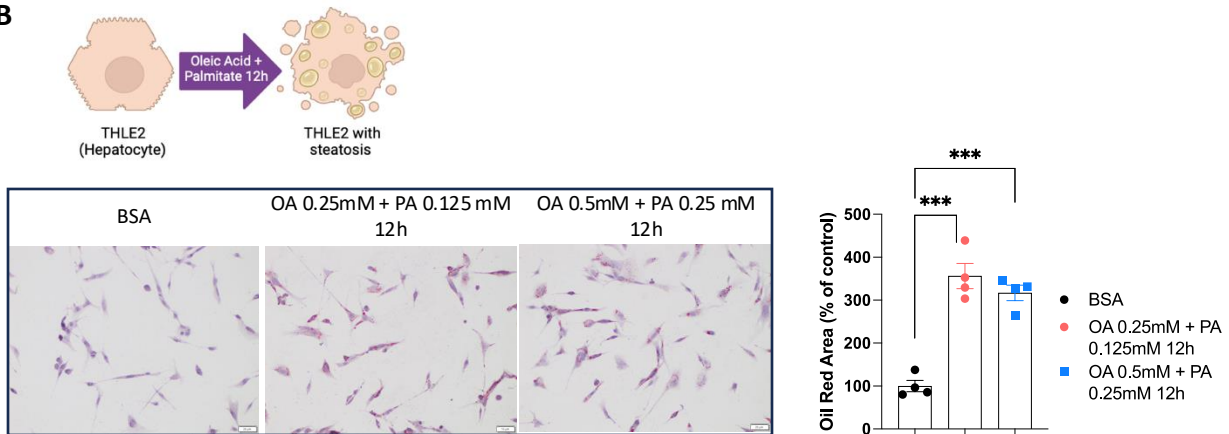 B
Oleic Acid +
Palmitate 12h
THLE2
(Hepatocyte)
THLE2 with
steatosis
BSA
OA 0.25mM + PA 0.125 mM
12h
OA 0.5mM + PA 0.25 mM
12h
***
***
Oil Red Area (% of control)
500
400
300
200
100
0
BSA
OA 0.25mM + PA
0.125mM 12h
OA 0.5mM + PA
0.25mM 12h